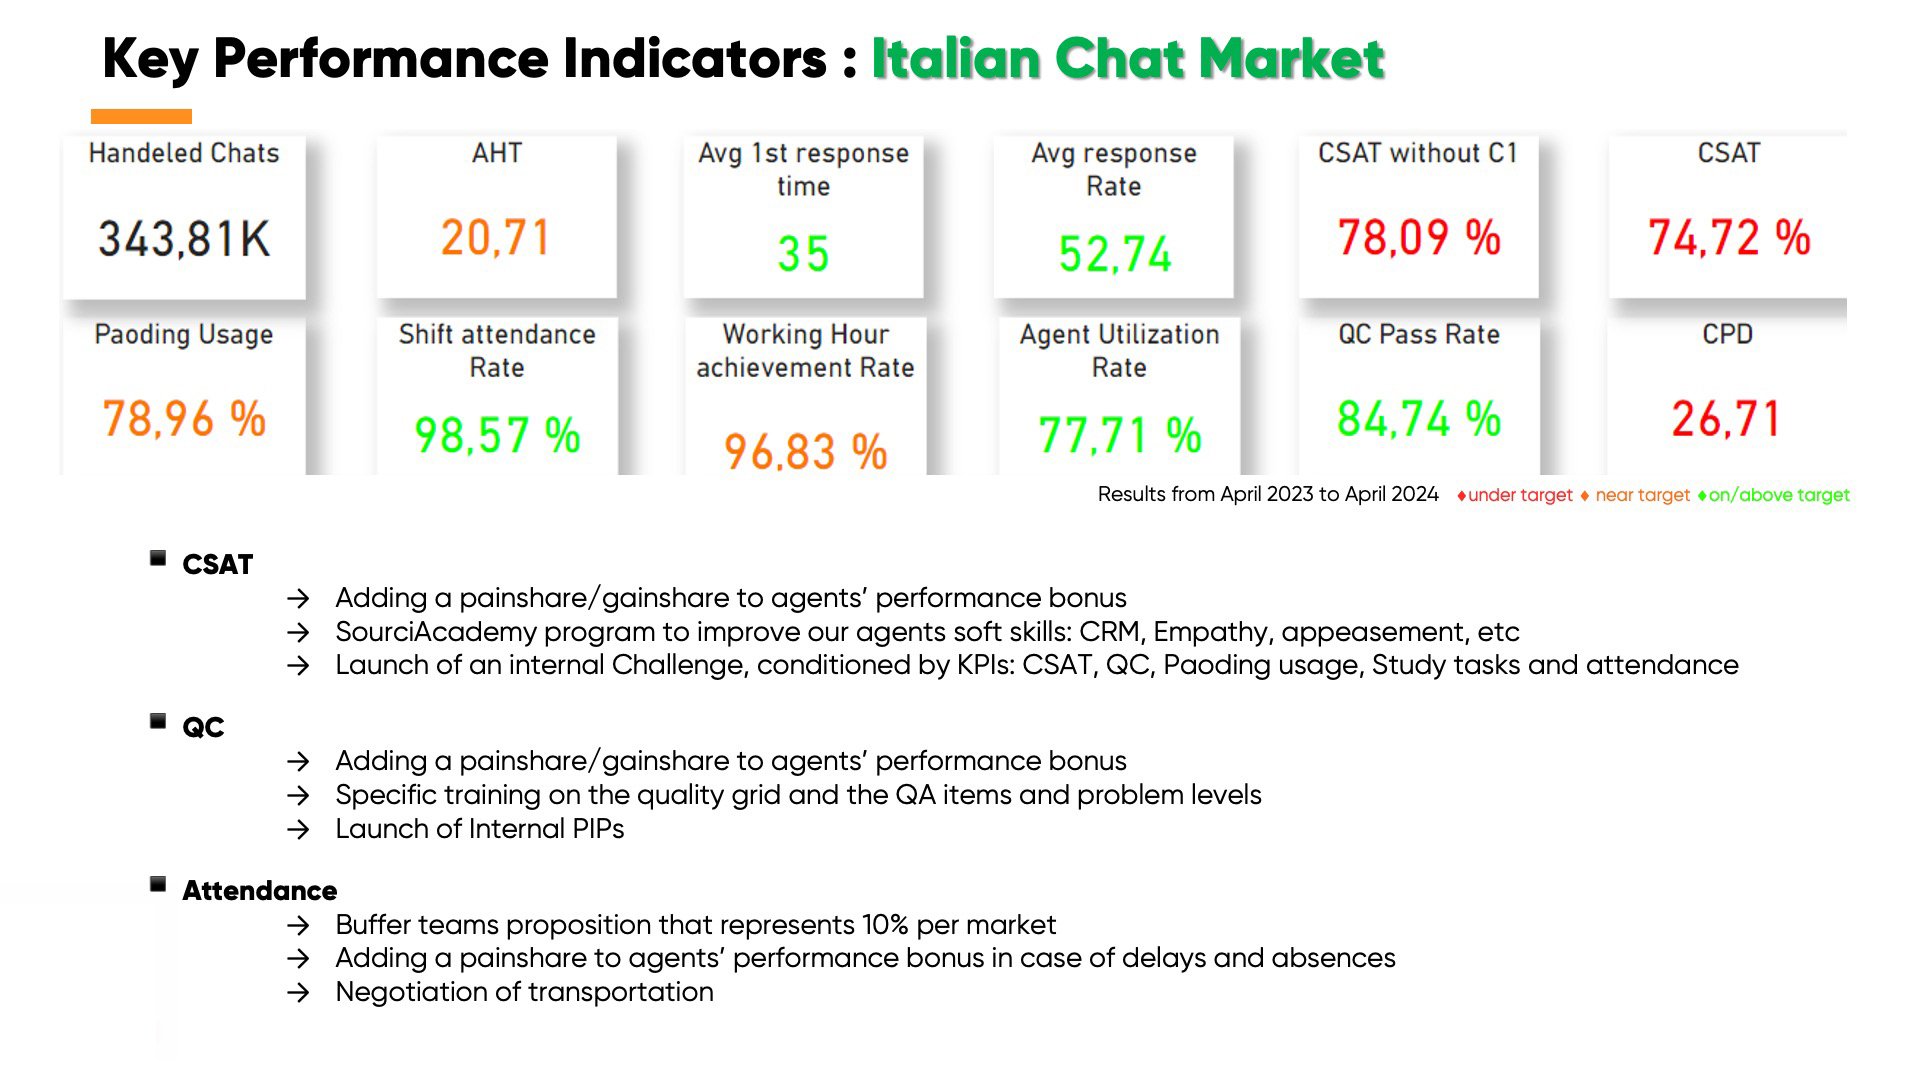 Key Performance Indicators : Italian Chat Market
Handeled Chats
343,81K
AHT
20,71
Avg 1st response
time
35
Avg response
Rate
52,74
CSAT without C1
78,09 %
CSAT
74,72 %
Paoding Usage
78,96 %
Shift attendance
Rate
98,57 %
Working Hour
achievement Rate
96,83 %
Agent Utilization
Rate
77,71 %
QC Pass Rate
84,74 %
CPD
26,71
Results from April 2023 to April 2024 ♦under target ♦ near target ♦on/above target
▪ CSAT
→ Adding a painshare/gainshare to agents’ performance bonus
→ SourciAcademy program to improve our agents soft skills: CRM, Empathy, appeasement, etc
→ Launch of an internal Challenge, conditioned by KPIs: CSAT, QC, Paoding usage, Study tasks and attendance
▪ QC
→ Adding a painshare/gainshare to agents’ performance bonus
→ Specific training on the quality grid and the QA items and problem levels
→ Launch of Internal PIPs
▪ Attendance
→ Buffer teams proposition that represents 10% per market
→ Adding a painshare to agents’ performance bonus in case of delays and absences
→ Negotiation of transportation